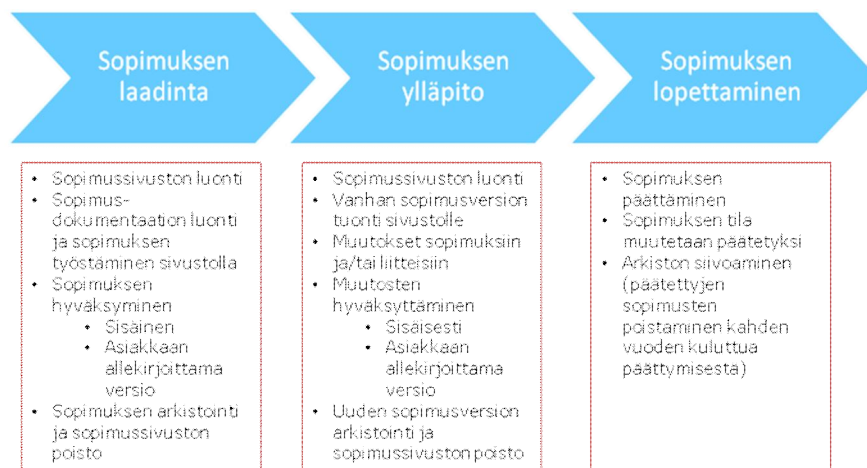 Sopimuksen
laadinta
Sopimuksen
ylläpito
Sopimuksen
lopettaminen
• Sopimussivuston luonti
• Sopimus-
dokumentaation luonti
ja sopimuksen
työstäminen sivustolla
• Sopimuksen
hyväksyminen
• Sisäinen
• Asiakkaan
allekirjoittama
versio
• Sopimuksen arkistointi
ja sopimussivuston
poisto
• Sopimussivuston luonti
• Vanhan sopimusversion
tuonti sivustolle
• Muutokset sopimuksiin
ja/tai liitteisiin
• Muutosten
hyväksyttäminen
• Sisäisesti
• Asiakkaan
allekirjoittama
versio
• Uuden sopimusversion
arkistointi ja
sopimussivuston poisto
• Sopimuksen
päättäminen
• Sopimuksen tila
muutetaan päätetyksi
• Arkiston siivoaminen
(päätettyjen
sopimusten
poistaminen kahden
vuoden kuluttua
päättymisestä)